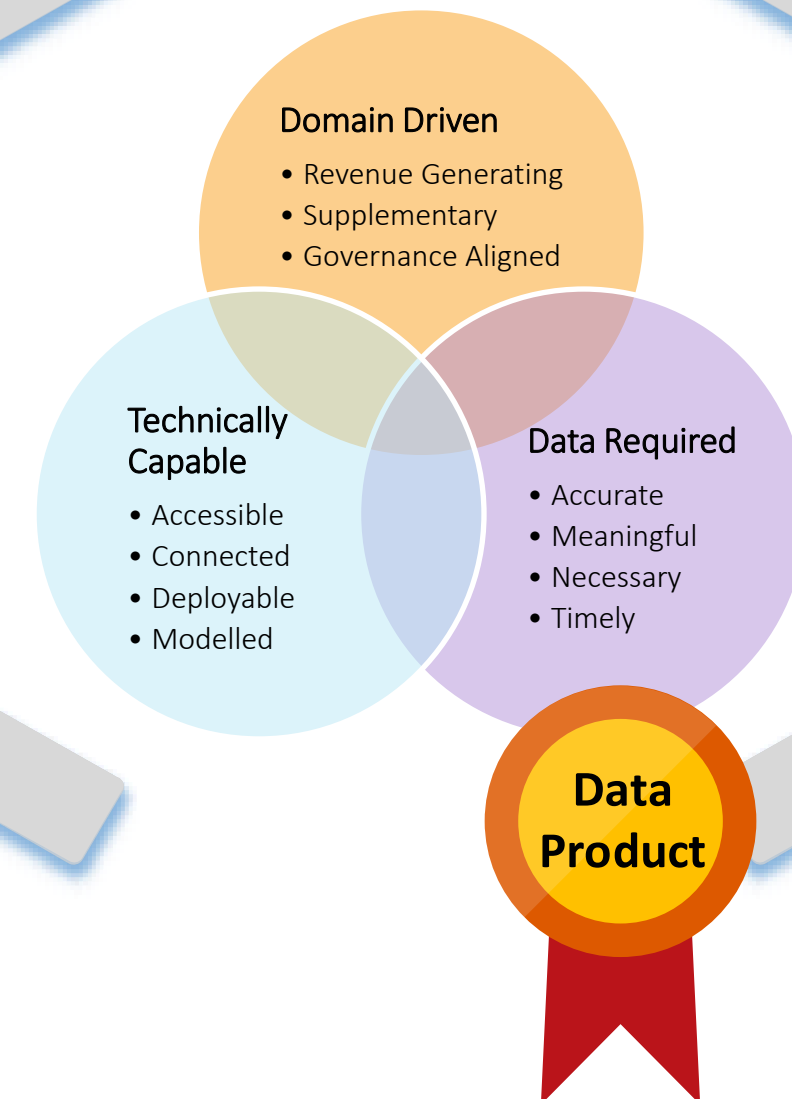 Domain Driven
• Revenue Generating
• Supplementary
• Governance Aligned
Technically
Capable
• Accessible
• Connected
• Deployable
• Modelled
Data Required
• Accurate
• Meaningful
• Necessary
• Timely
Data
Product